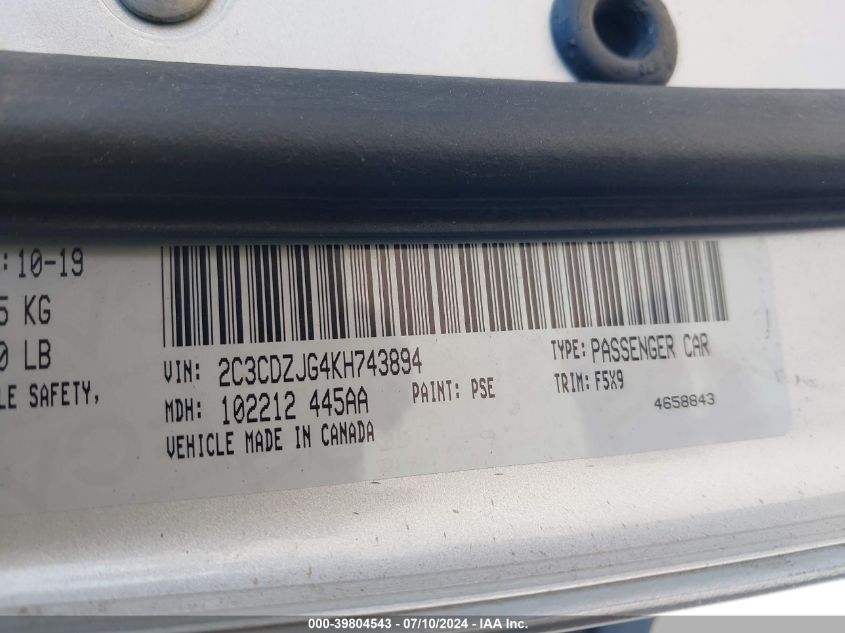 :10-19
5 KG
0 LB
LE SAFETY,
VIN: 2C3CDZJG4KH743894
TYPE: PASSENGER CAR
MDH: 102212 445AA
PAINT: PSE
TRIM: F5X9
4658843
VEHICLE MADE IN CANADA
000-39804543 - 07/10/2024 - IAA Inc.